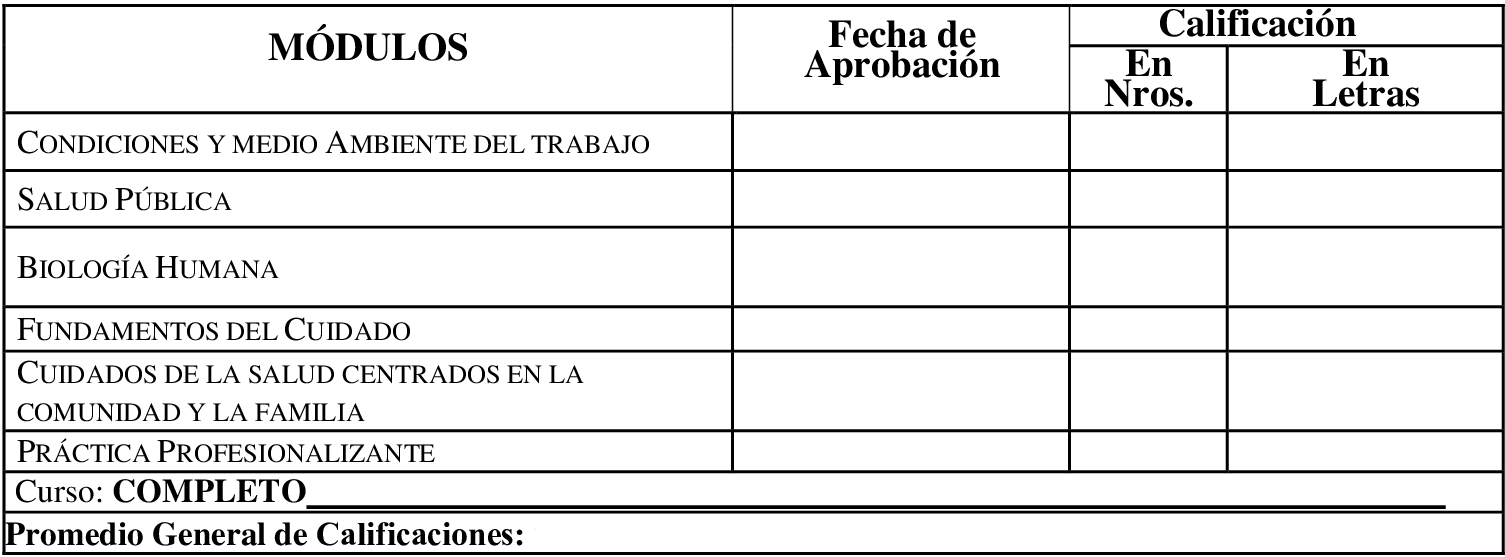 MÓDULOS
Fecha de
Aprobación
Calificación
En
Nros.
En
Letras
CONDICIONES Y MEDIO AMBIENTE DEL TRABAJO
SALUD PÚBLICA
BIOLOGÍA HUMANA
FUNDAMENTOS DEL CUIDADO
CUIDADOS DE LA SALUD CENTRADOS EN LA
COMUNIDAD Y LA FAMILIA
PRÁCTICA PROFESIONALIZANTE
Curso: COMPLETO
Promedio General de Calificaciones: